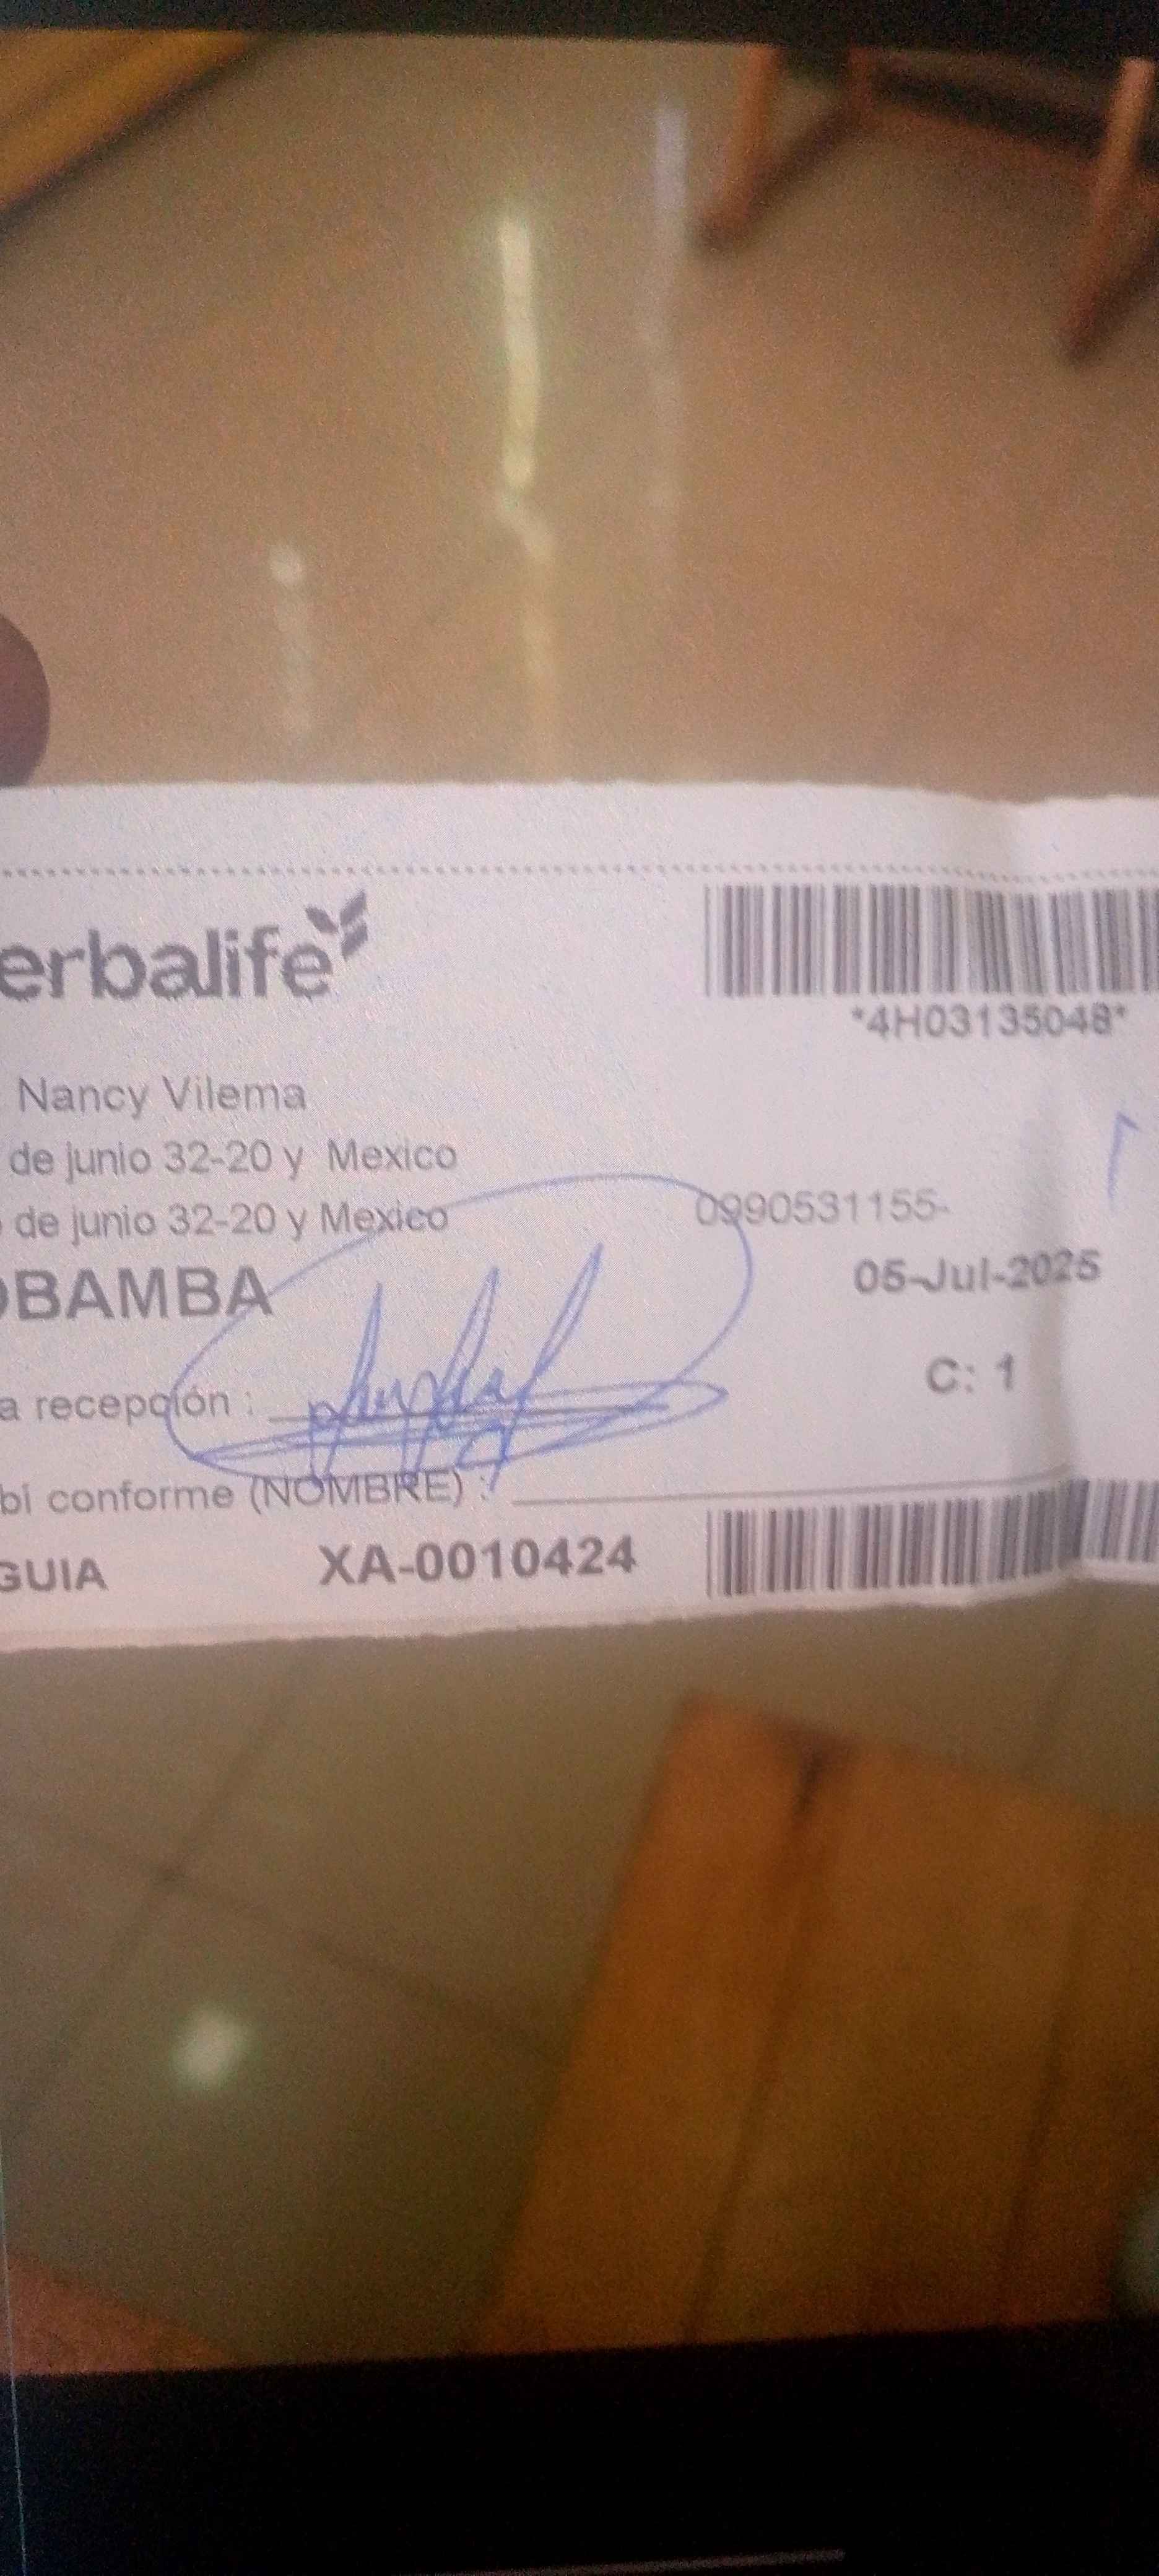 erbalife
*4H03135048*
Nancy Vilema
de junio 32-20 y Mexico
de junio 32-20 y Mexico
0990531155-
OBAMBA
05-Jul-2025
C: 1
a recepción :
bi conforme (NOMBRE) :
GUIA XA-0010424